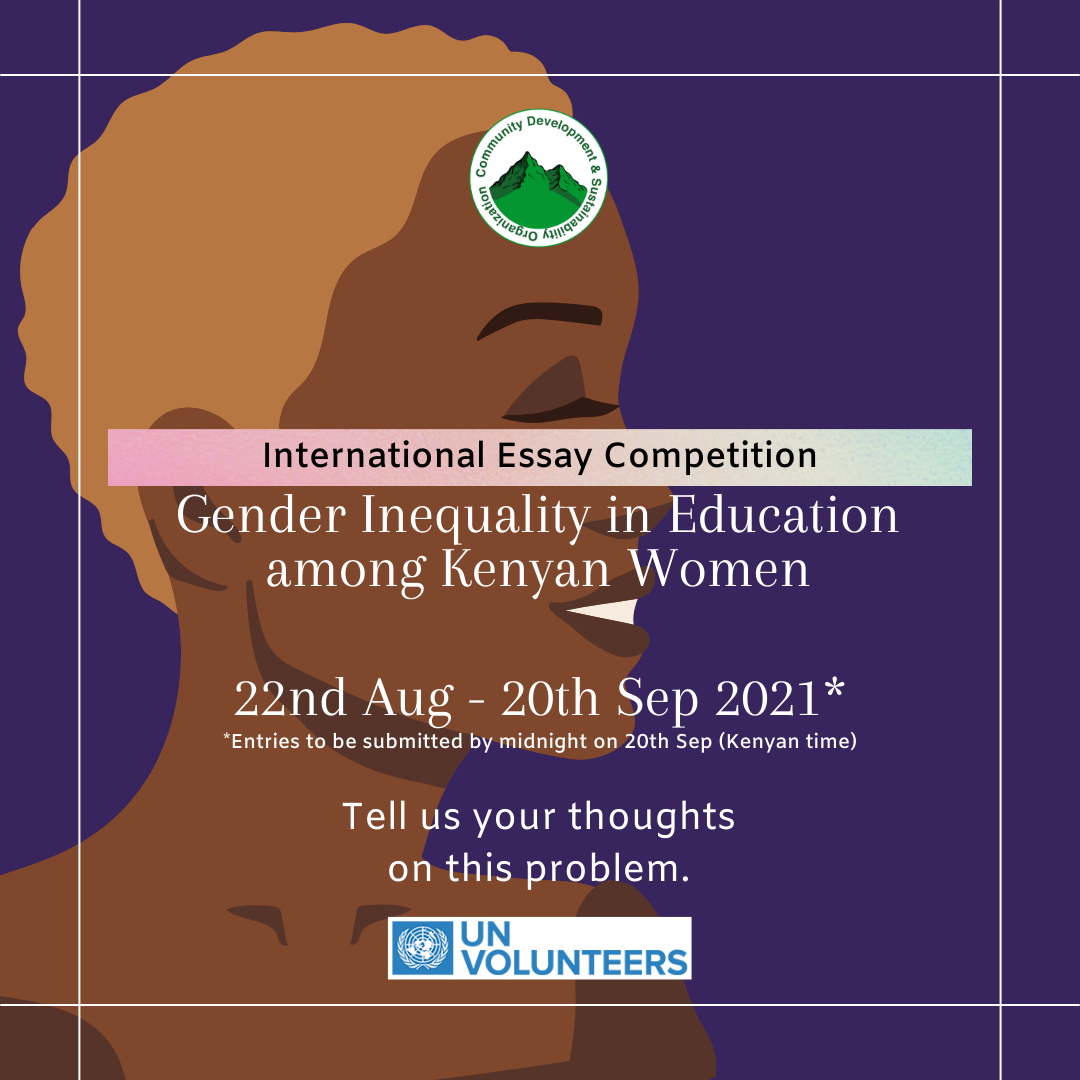 Community Development & Sustainability Organization
International Essay Competition
Gender Inequality in Education
among Kenyan Women
22nd Aug - 20th Sep 2021*
*Entries to be submitted by midnight on 20th Sep (Kenyan time)
Tell us your thoughts
on this problem.
UN
VOLUNTEERS